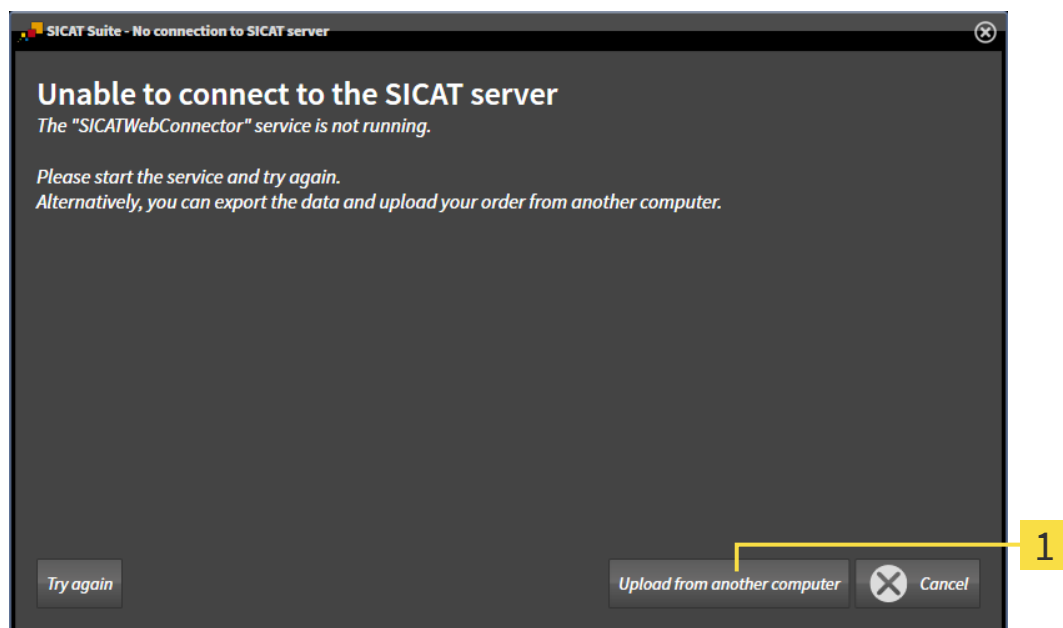 SICAT Suite - No connection to SICAT server
Unable to connect to the SICAT server
The "SICATWebConnector" service is not running.
Please start the service and try again.
Alternatively, you can export the data and upload your order from another computer.
1
Try again
Upload from another computer
Cancel